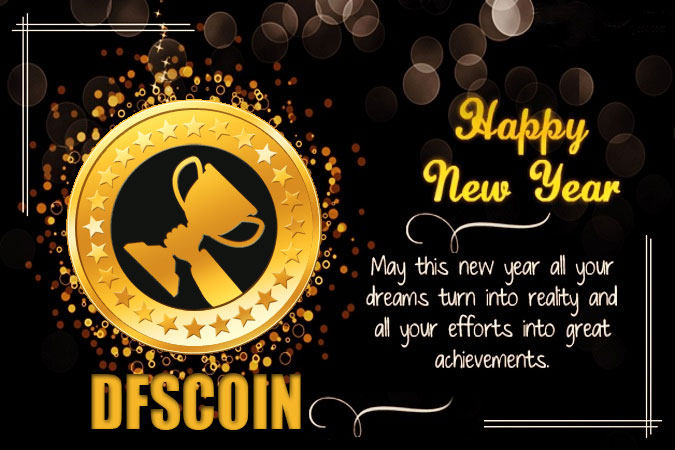 Happy
New Year
May this new year all your
dreams turn into reality and
all your efforts into great
achievements.
DFSCOIN